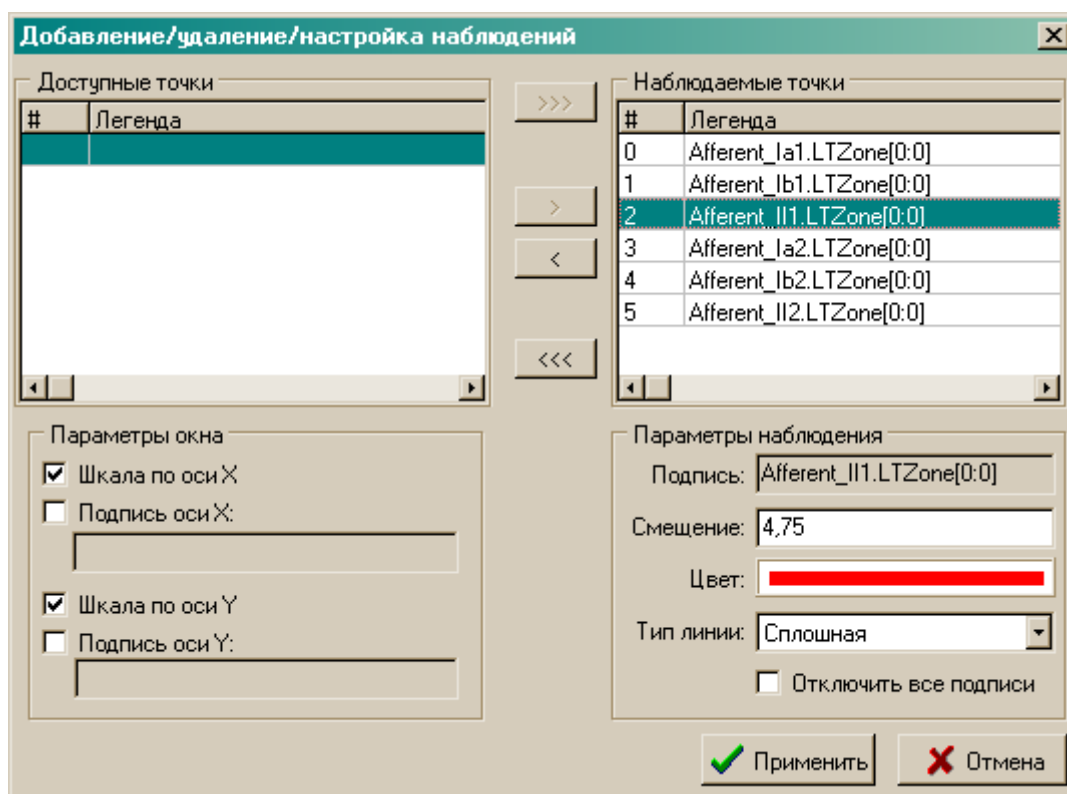 Добавление/удаление/настройка наблюдений
Доступные точки
# Легенда
>>>
>
<
<<<
Наблюдаемые точки
# Легенда
0 Afferent_Ia1.LTZone[0:0]
1 Afferent_Ib1.LTZone[0:0]
2 Afferent_II1.LTZone[0:0]
3 Afferent_Ia2.LTZone[0:0]
4 Afferent_Ib2.LTZone[0:0]
5 Afferent_II2.LTZone[0:0]
Параметры окна
Шкала по оси X
Подпись оси X:
Шкала по оси Y
Подпись оси Y:
Параметры наблюдения
Подпись: Afferent_II1.LTZone[0:0]
Смещение: 4,75
Цвет:
Тип линии: Сплошная
Отключить все подписи
Применить
Отмена